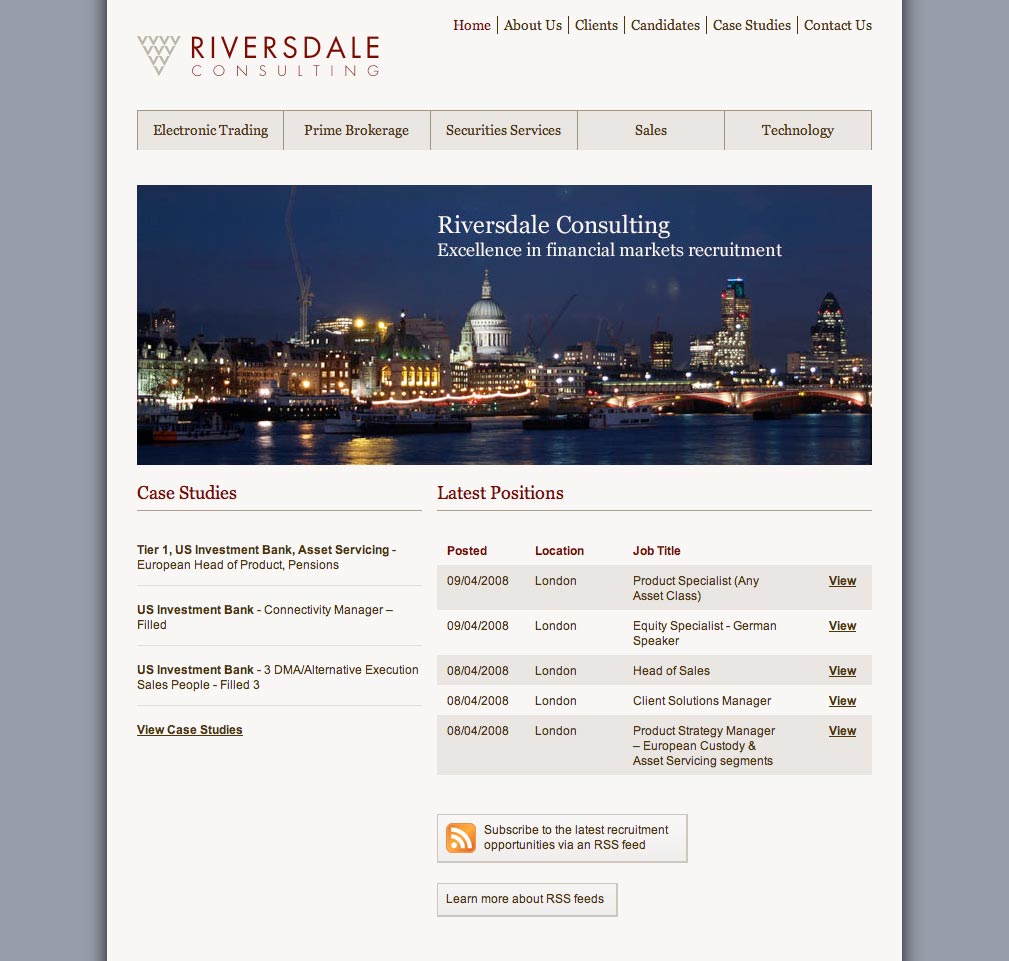 Home | About Us | Clients | Candidates | Case Studies | Contact Us
RIVERSDALE
CONSULTING
Electronic Trading
Prime Brokerage
Securities Services
Sales
Technology
Riversdale Consulting
Excellence in financial markets recruitment
Case Studies
Tier 1, US Investment Bank, Asset Servicing -
European Head of Product, Pensions
US Investment Bank - Connectivity Manager –
Filled
US Investment Bank - 3 DMA/Alternative Execution
Sales People - Filled 3
View Case Studies
Latest Positions
Posted Location Job Title
09/04/2008 London Product Specialist (Any View
Asset Class)
09/04/2008 London Equity Specialist - German View
Speaker
08/04/2008 London Head of Sales View
08/04/2008 London Client Solutions Manager View
08/04/2008 London Product Strategy Manager View
– European Custody &
Asset Servicing segments
Subscribe to the latest recruitment
opportunities via an RSS feed
Learn more about RSS feeds